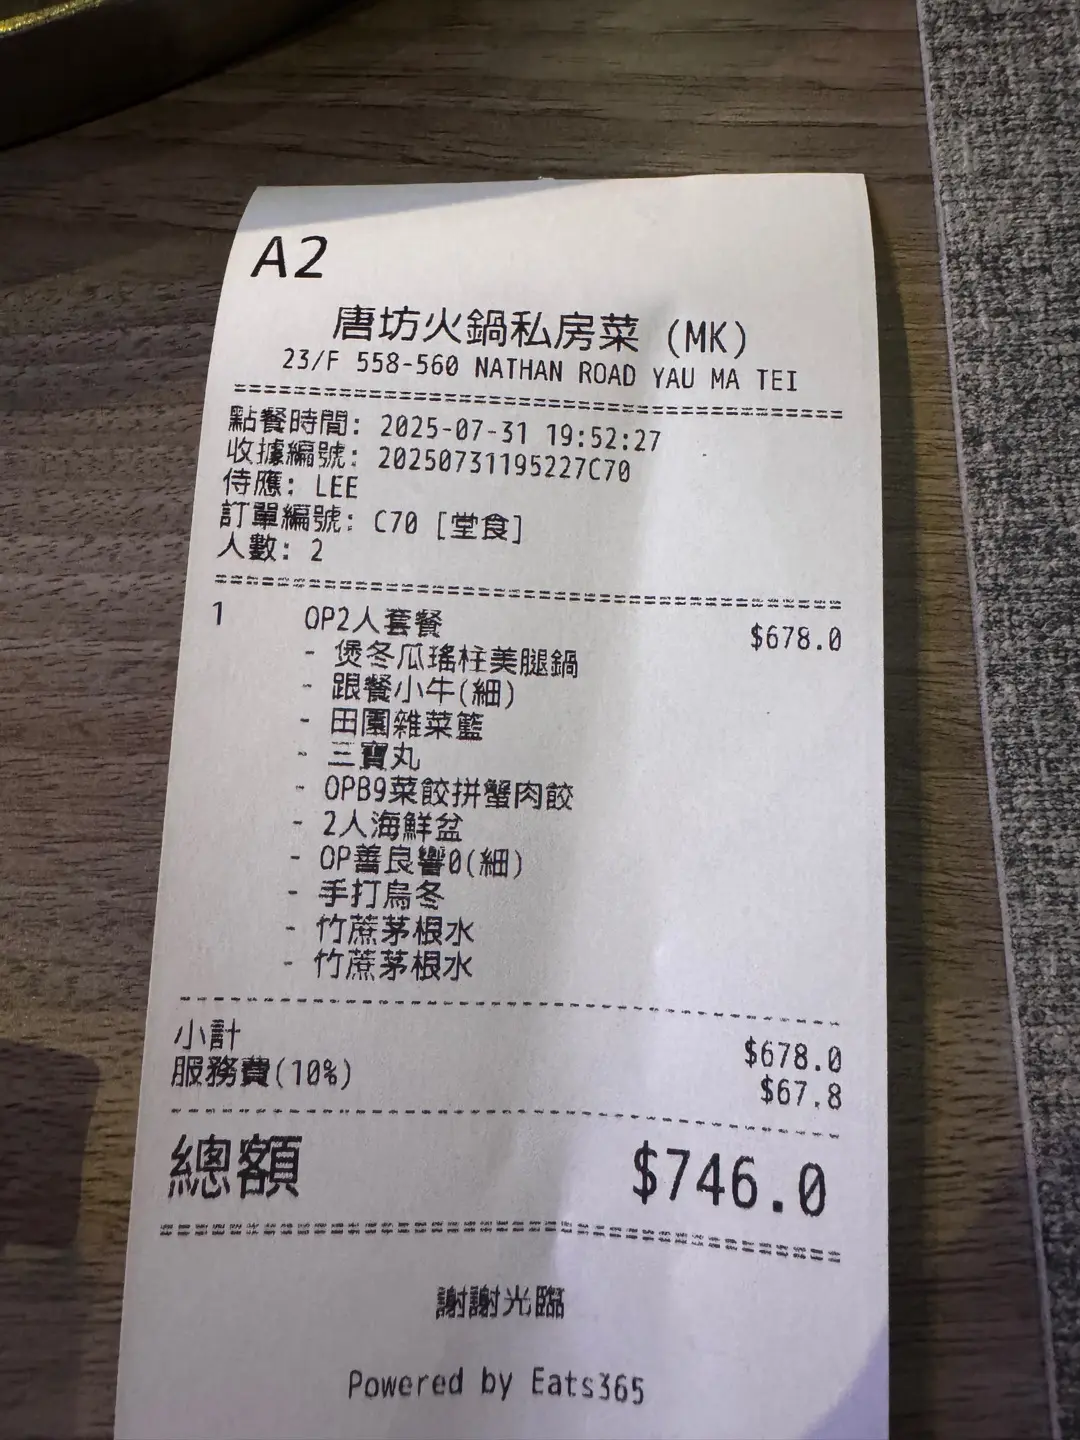 A2
唐坊火鍋私房菜 (MK)
23/F 558-560 NATHAN ROAD YAU MA TEI
點餐時間: 2025-07-31 19:52:27
收據編號: 20250731195227C70
侍應: LEE
訂單編號: C70 [堂食]
人數: 2
1 OP2人套餐 $678.0
- 煲冬瓜瑤柱美腿鍋
- 跟餐小牛(細)
- 田園雜菜籃
- 三寶丸
- OPB9菜餃拼蟹肉餃
- 2人海鮮盆
- OP善良響0(細)
- 手打烏冬
- 竹蔗茅根水
- 竹蔗茅根水
小計 $678.0
服務費(10%) $67.8
總額 $746.0
謝謝光臨
Powered by Eats365